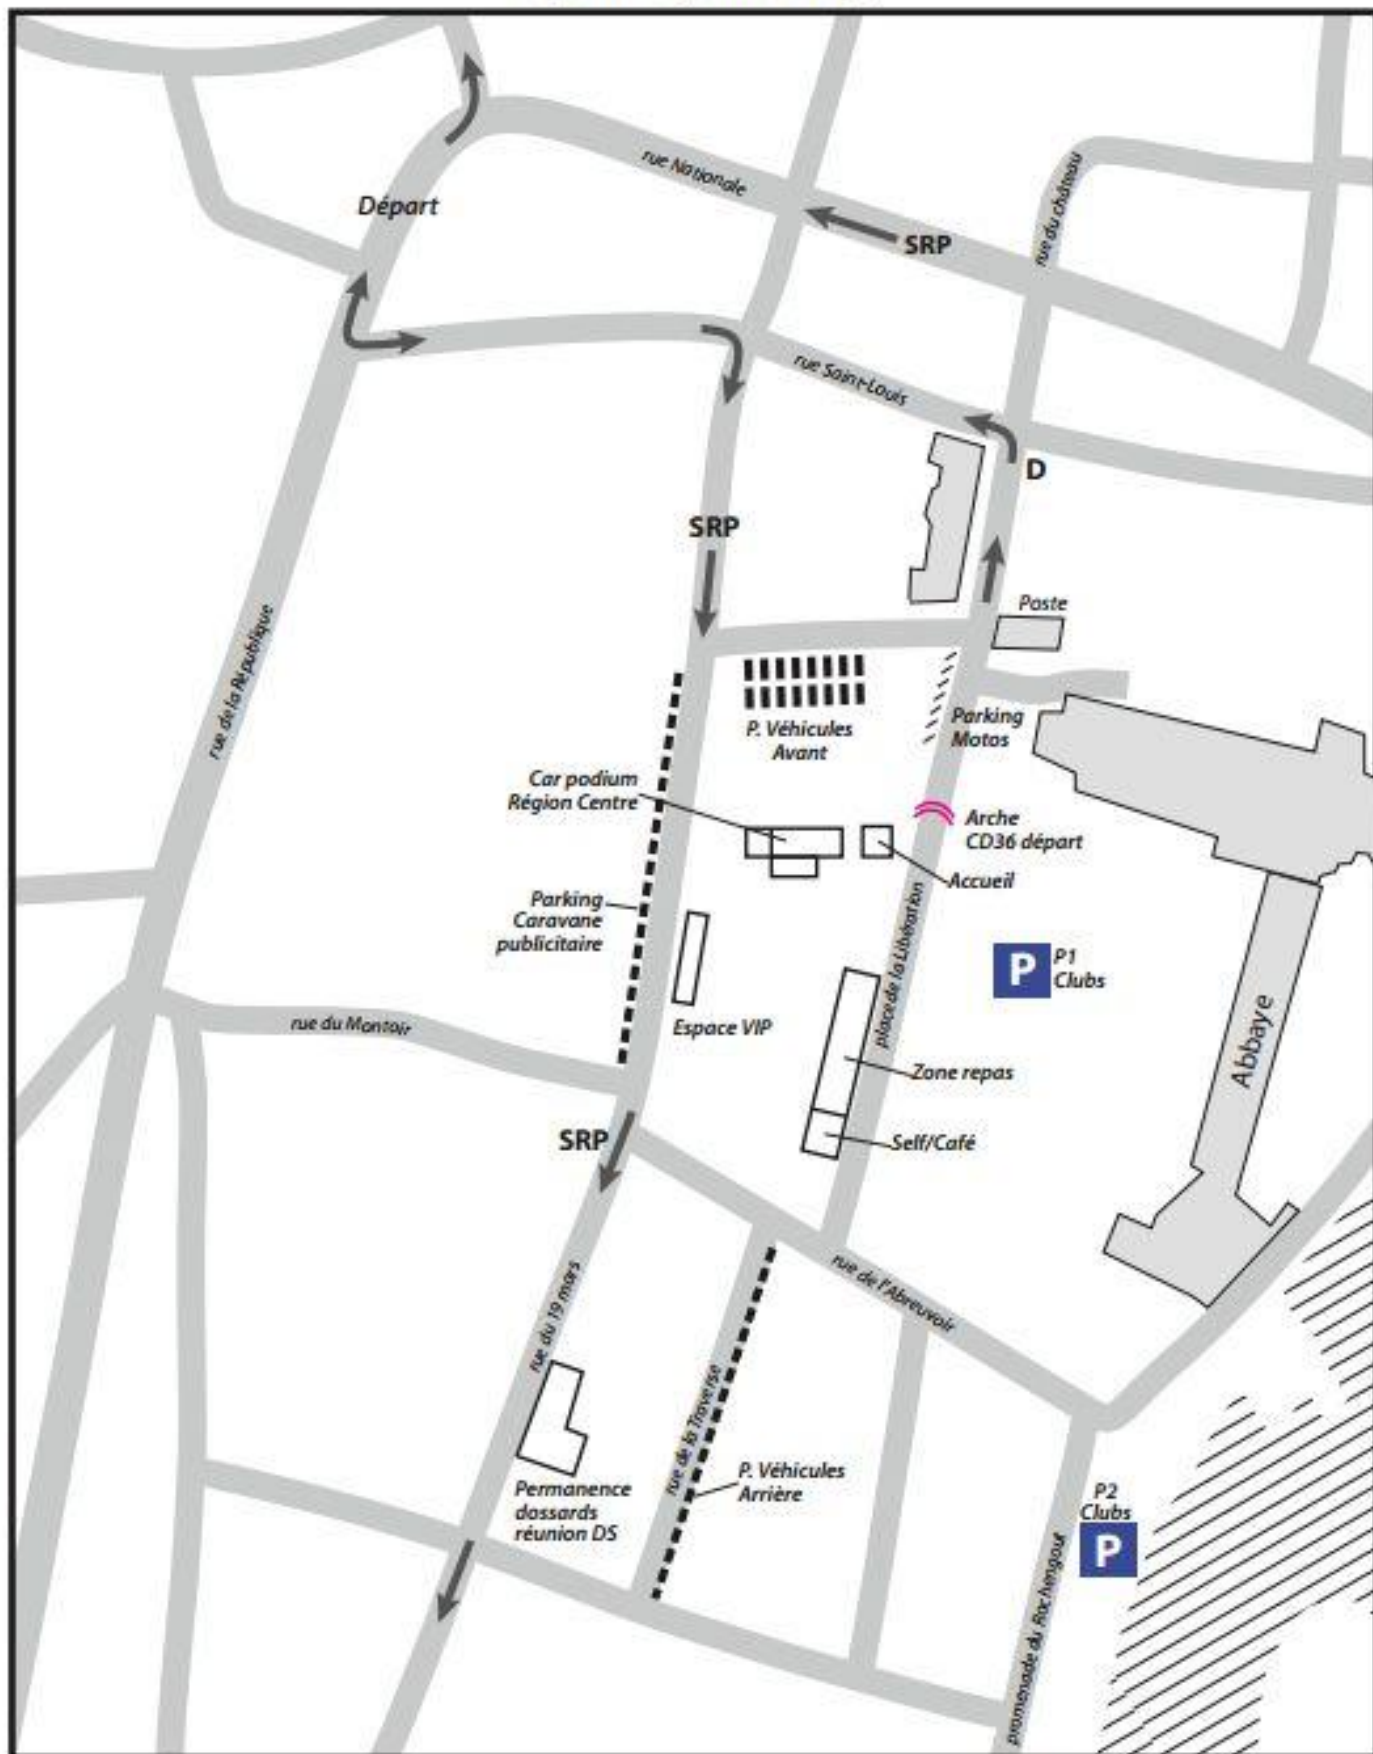 rue Nationale
rue du château
Départ
SRP
rue Saint-Louis
D
SRP
Poste
rue de la République
P. Véhicules
Avant
Parking
Motos
Car podium
Région Centre
Arche
CD36 départ
Accueil
Parking
Caravane
publicitaire
place de la Libération
P
P1
Clubs
Espace VIP
rue du Montoir
Zone repas
Abbaye
SRP
Self/Café
rue de l'Abreuvoir
rue du 19 mars
rue de la Traverse
P. Véhicules
Arrière
Permanence
dossards
réunion DS
P2
Clubs
P
promenade du Rochengout